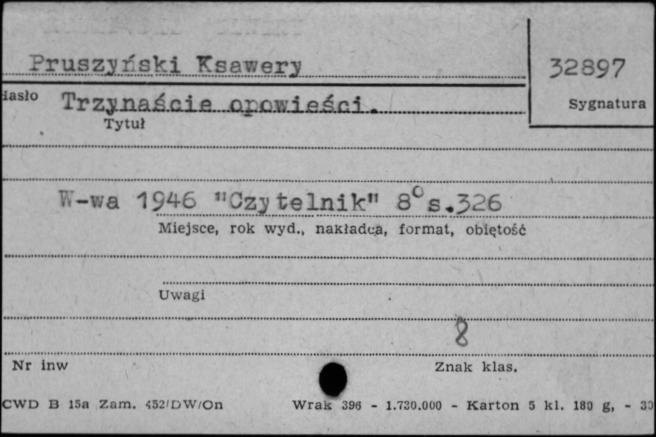 Pruszyński Ksawery 32897
Hasło Trzynaście opowieści. Sygnatura
Tytuł
W-wa 1946 "Czytelnik" 8° s.326
Miejsce, rok wyd., nakładca, format, obiętość
Uwagi
8
Nr inw Znak klas.
CWD B 15a Zam. 452/DW/On Wrak 396 - 1.730.000 - Karton 5 kl. 180 g, - 30